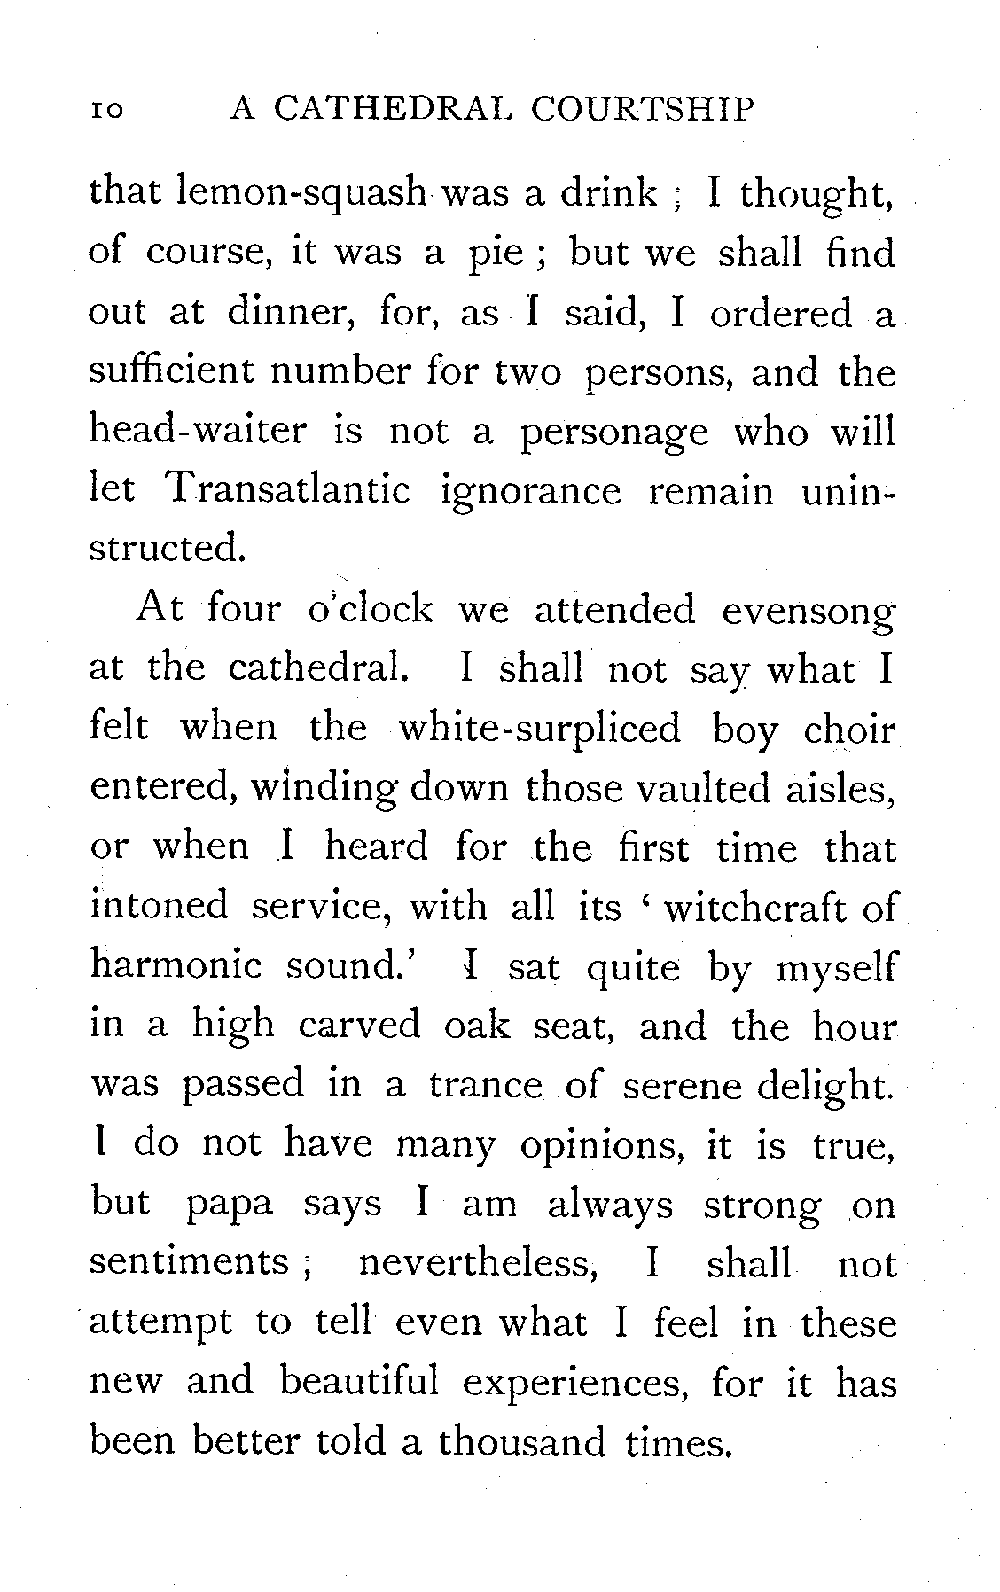 10 A CATHEDRAL COURTSHIP
that lemon-squash was a drink ; I thought,
of course, it was a pie ; but we shall find
out at dinner, for, as I said, I ordered a
sufficient number for two persons, and the
head-waiter is not a personage who will
let Transatlantic ignorance remain unin-
structed.
At four o'clock we attended evensong
at the cathedral. I shall not say what I
felt when the white-surpliced boy choir
entered, winding down those vaulted aisles,
or when I heard for the first time that
intoned service, with all its ‘ witchcraft of
harmonic sound.’ I sat quite by myself
in a high carved oak seat, and the hour
was passed in a trance of serene delight.
I do not have many opinions, it is true,
but papa says I am always strong on
sentiments ; nevertheless, I shall not
attempt to tell even what I feel in these
new and beautiful experiences, for it has
been better told a thousand times.